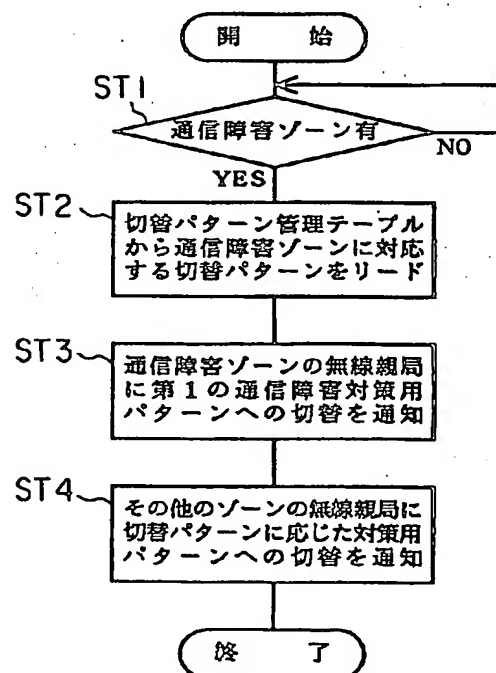 開 始
ST1
通信障害ゾーン有
NO
YES
ST2
切替パターン管理テーブル
から通信障害ゾーンに対応
する切替パターンをリード
ST3
通信障害ゾーンの無線親局
に第1の通信障害対策用
パターンへの切替を通知
ST4
その他のゾーンの無線親局に
切替パターンに応じた対策用
パターンへの切替を通知
終 了